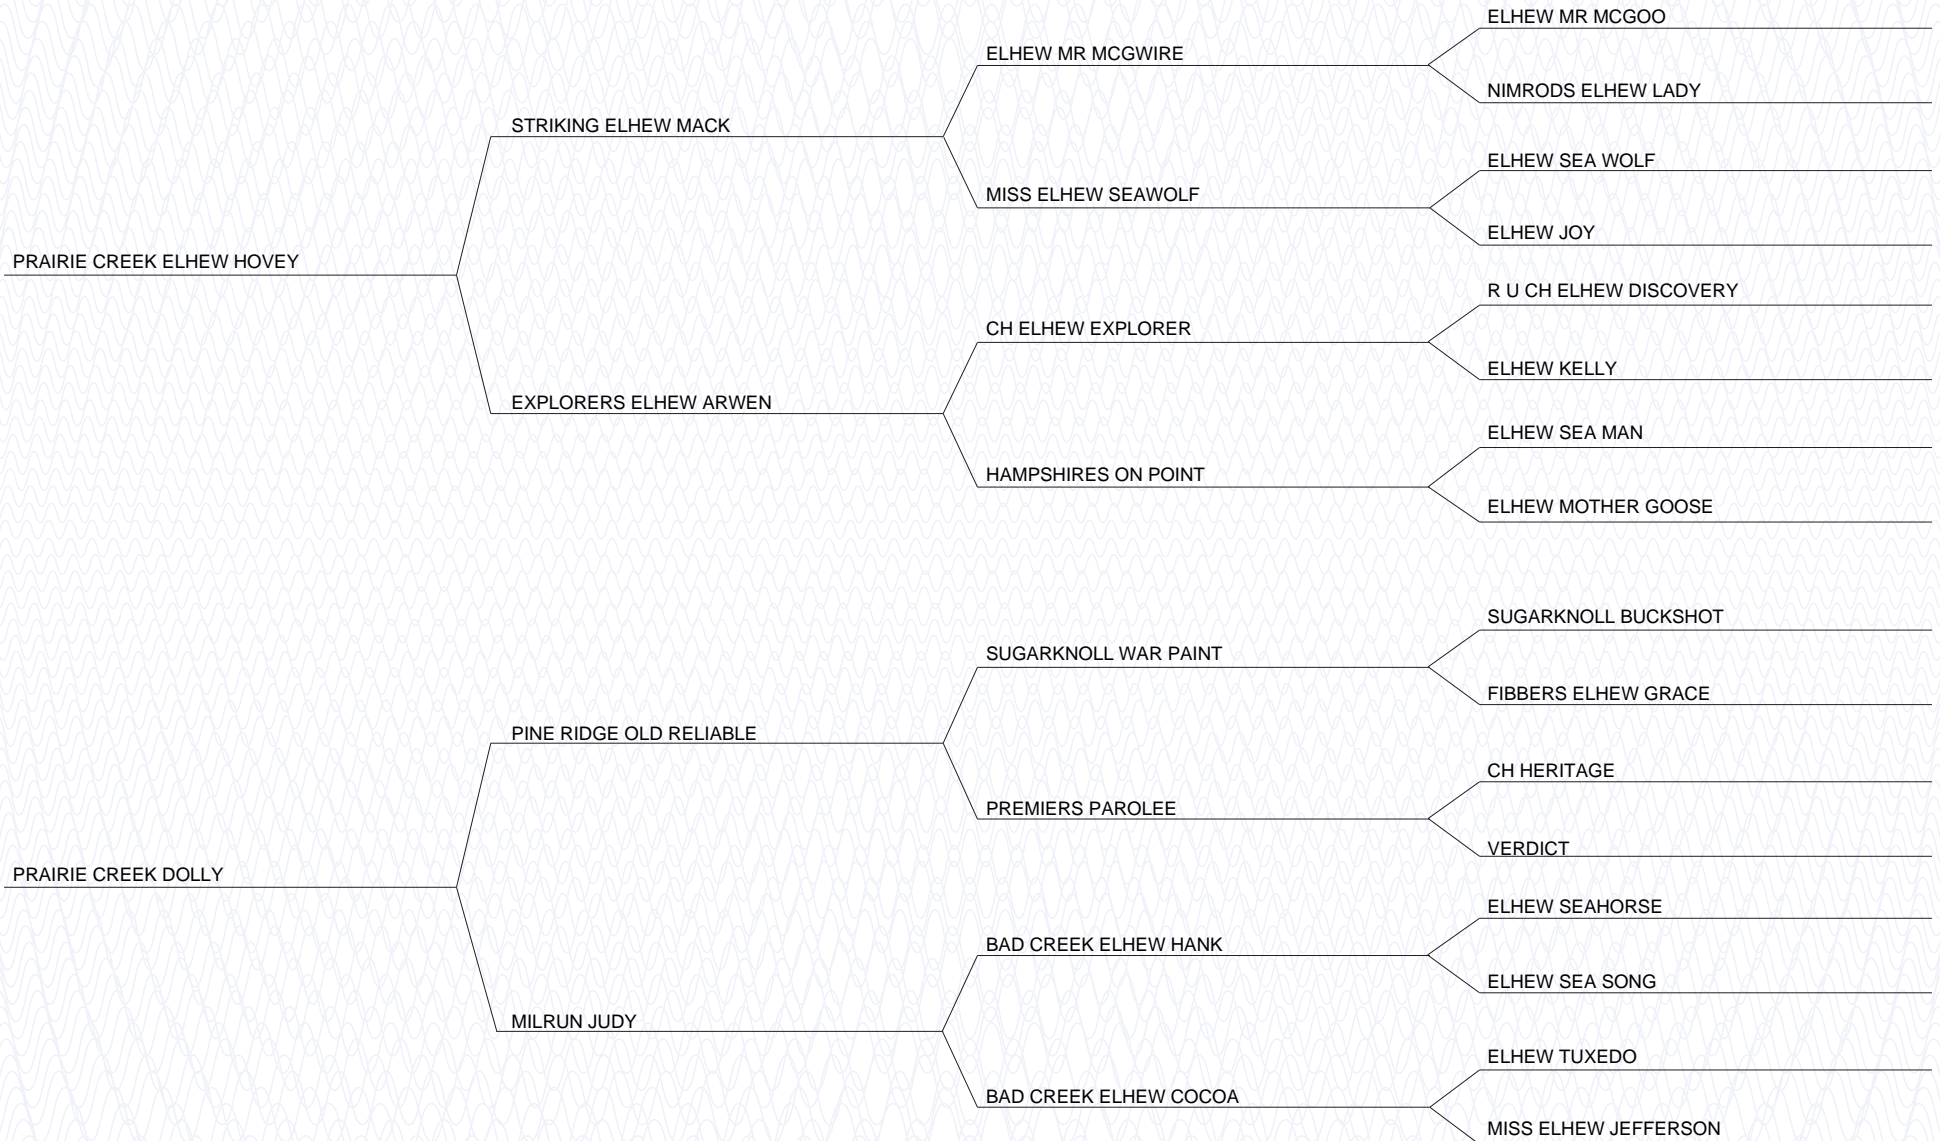 ELHEW MR MCGOO
ELHEW MR MCGWIRE
NIMRODS ELHEW LADY
STRIKING ELHEW MACK
ELHEW SEA WOLF
MISS ELHEW SEAWOLF
ELHEW JOY
PRAIRIE CREEK ELHEW HOVEY
R U CH ELHEW DISCOVERY
CH ELHEW EXPLORER
ELHEW KELLY
EXPLORERS ELHEW ARWEN
ELHEW SEA MAN
HAMPSHIRES ON POINT
ELHEW MOTHER GOOSE
SUGARKNOLL BUCKSHOT
SUGARKNOLL WAR PAINT
FIBBERS ELHEW GRACE
PINE RIDGE OLD RELIABLE
CH HERITAGE
PREMIERS PAROLEE
VERDICT
PRAIRIE CREEK DOLLY
ELHEW SEAHORSE
BAD CREEK ELHEW HANK
ELHEW SEA SONG
MILRUN JUDY
ELHEW TUXEDO
BAD CREEK ELHEW COCOA
MISS ELHEW JEFFERSON